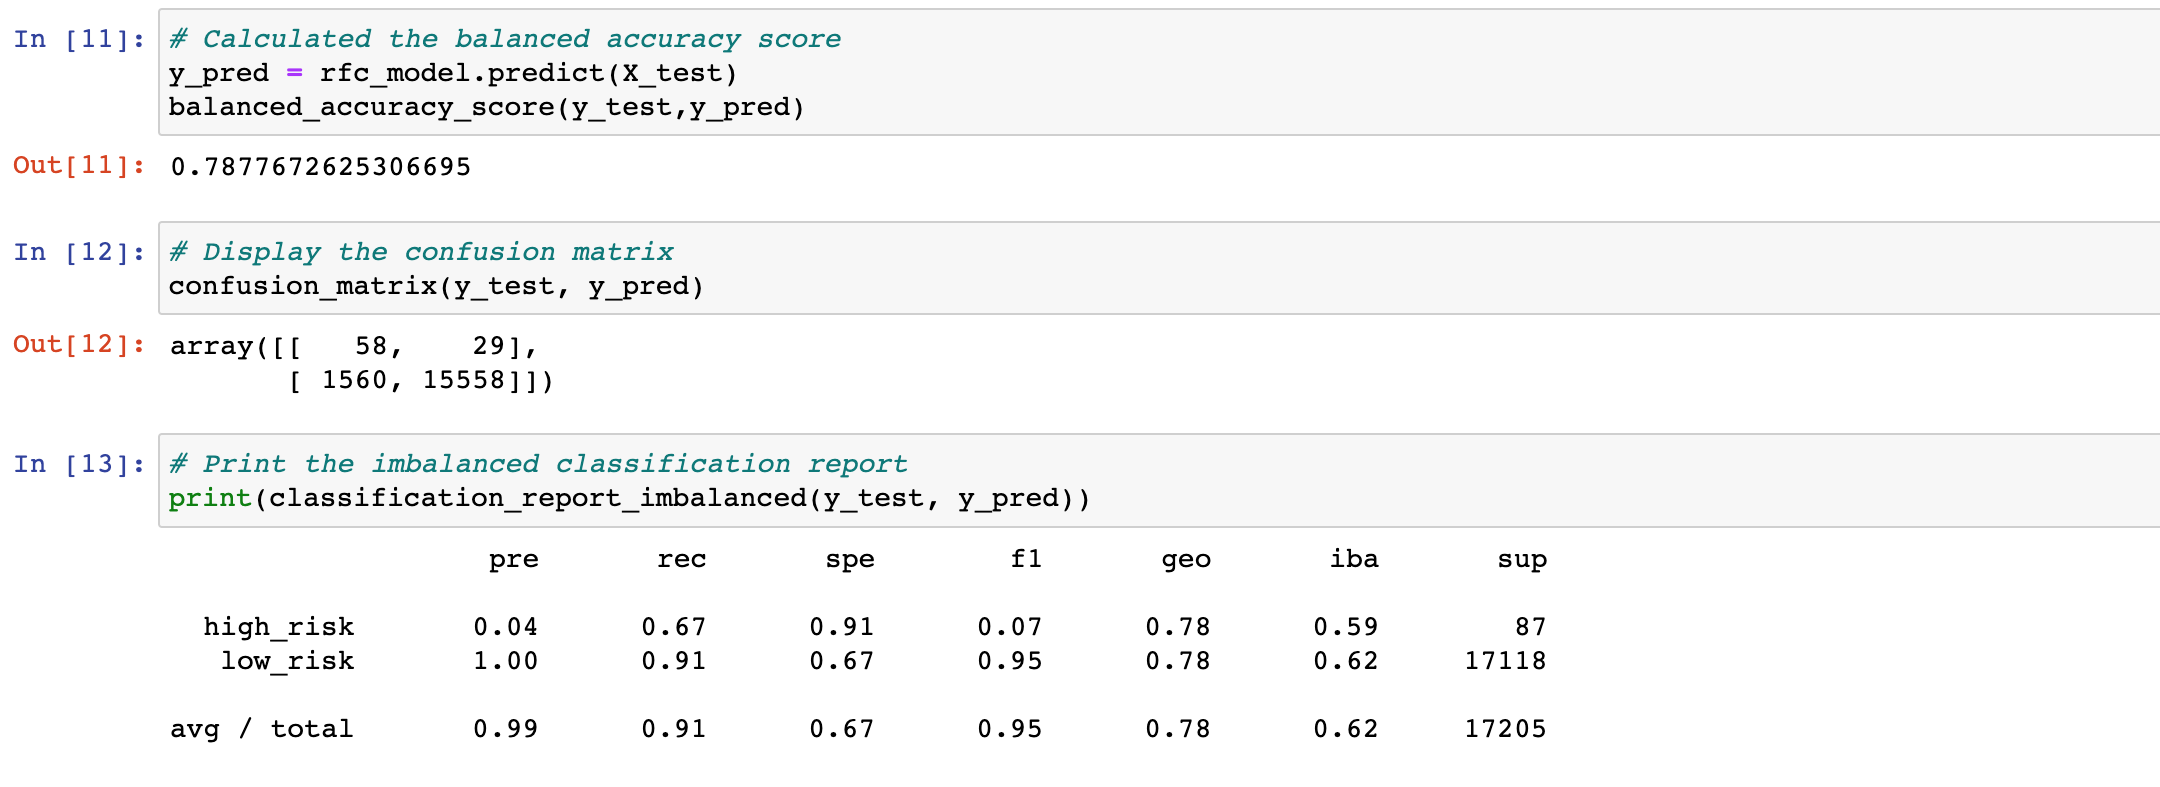 In [11]: # Calculated the balanced accuracy score
y_pred = rfc_model.predict(X_test)
balanced_accuracy_score(y_test,y_pred)
Out[11]: 0.7877672625306695
In [12]: # Display the confusion matrix
confusion_matrix(y_test, y_pred)
Out[12]: array([[   58,    29],
       [ 1560, 15558]])
In [13]: # Print the imbalanced classification report
print(classification_report_imbalanced(y_test, y_pred))
pre rec spe f1 geo iba sup
high_risk 0.04 0.67 0.91 0.07 0.78 0.59 87
low_risk 1.00 0.91 0.67 0.95 0.78 0.62 17118
avg / total 0.99 0.91 0.67 0.95 0.78 0.62 17205